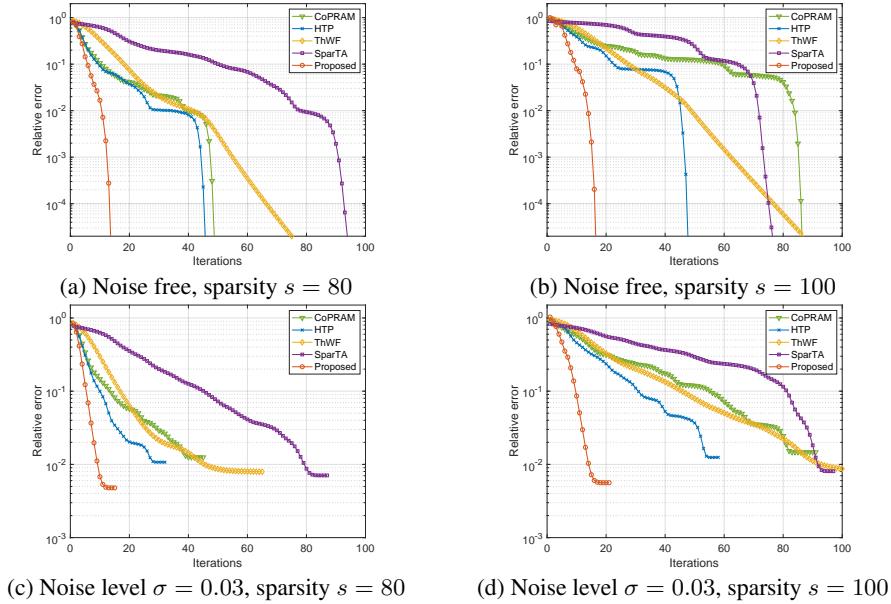 10^0
10^-1
10^-2
10^-3
10^-4
Relative error
0 20 40 60 80 100
Iterations
CoPRAM
HTP
ThWF
SparTA
Proposed
(a) Noise free, sparsity s = 80
10^0
10^-1
10^-2
10^-3
10^-4
Relative error
0 20 40 60 80 100
Iterations
CoPRAM
HTP
ThWF
SparTA
Proposed
(b) Noise free, sparsity s = 100
10^0
10^-1
10^-2
10^-3
Relative error
0 20 40 60 80 100
Iterations
CoPRAM
HTP
ThWF
SparTA
Proposed
(c) Noise level σ = 0.03, sparsity s = 80
10^0
10^-1
10^-2
10^-3
Relative error
0 20 40 60 80 100
Iterations
CoPRAM
HTP
ThWF
SparTA
Proposed
(d) Noise level σ = 0.03, sparsity s = 100